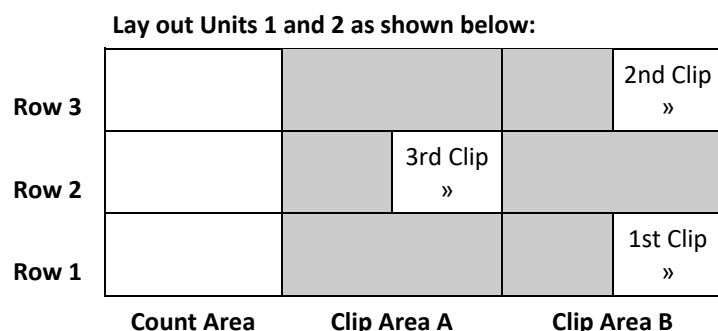 Lay out Units 1 and 2 as shown below:
2nd Clip
»
Row 3
3rd Clip
»
Row 2
1st Clip
»
Row 1
Count Area Clip Area A Clip Area B